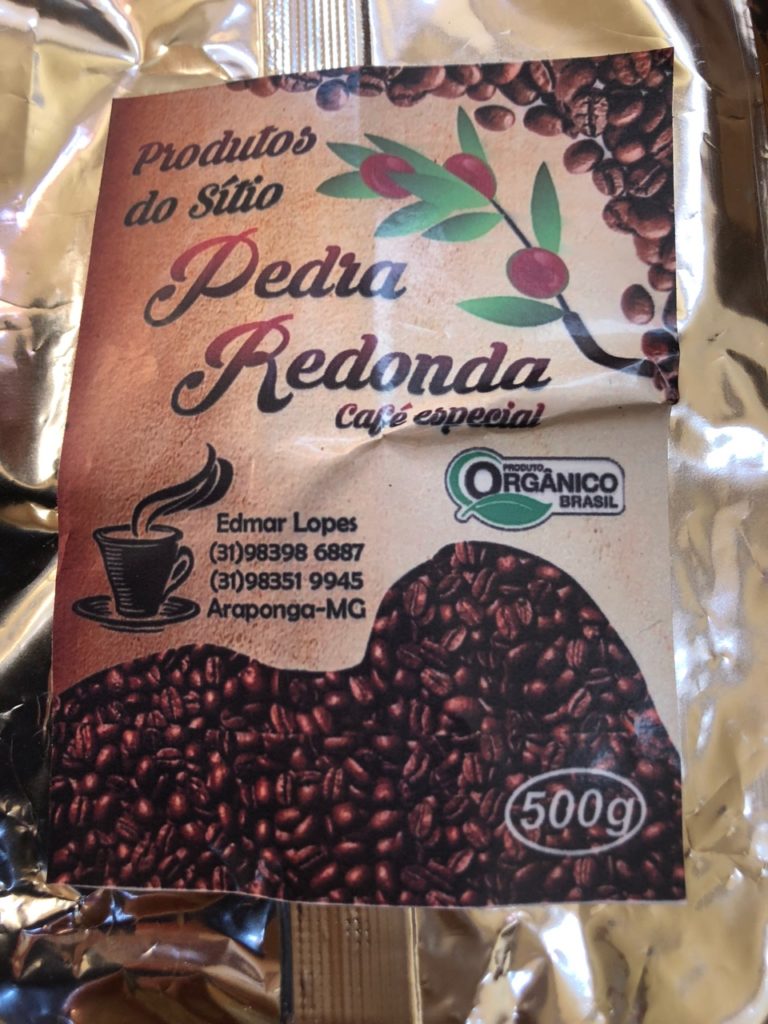 Produtos
do Sítio
Pedra
Redonda
Café especial
PRODUTO
ORGÂNICO
BRASIL
Edmar Lopes
(31)98398 6887
(31)98351 9945
Araponga-MG
500g